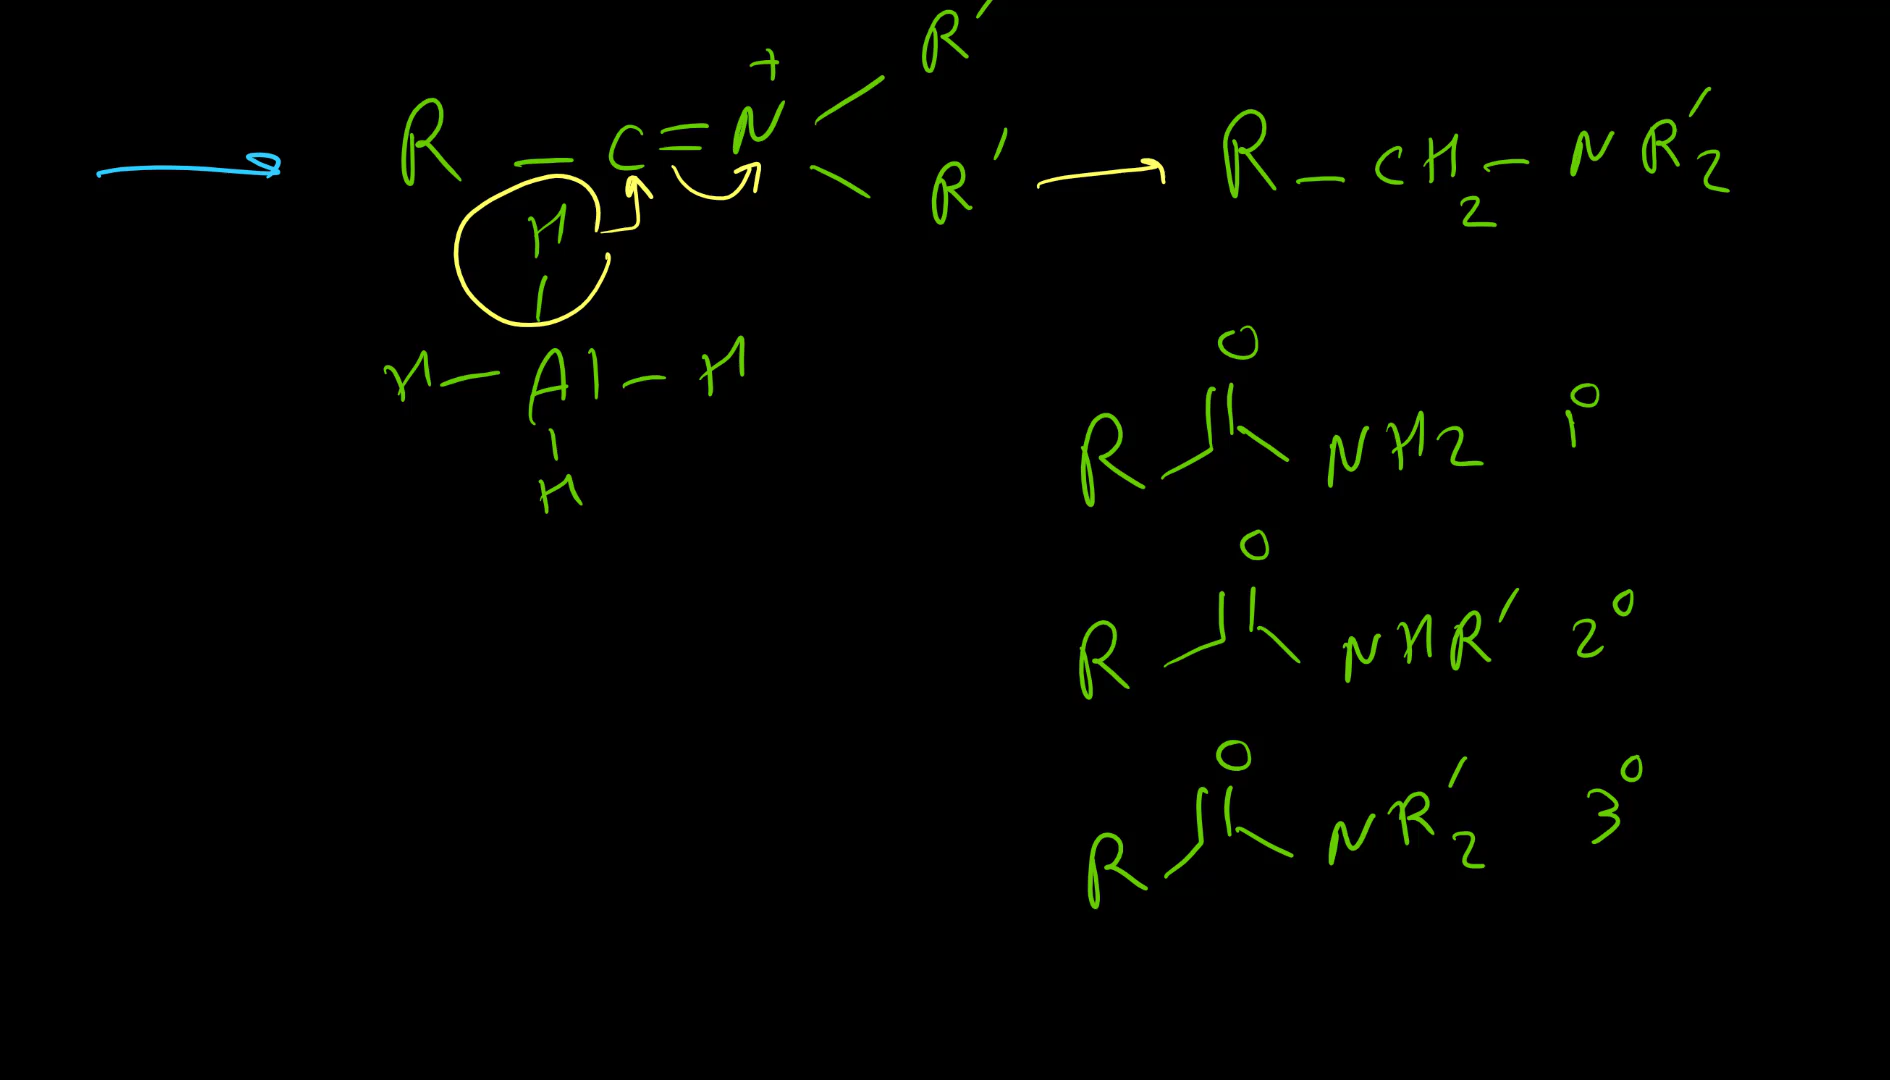 R - C = N+ R' R' → R - CH2 - NR'2
H
H - Al - H
H
O
R NH2 1°
O
R NHR' 2°
O
R NR'2 3°